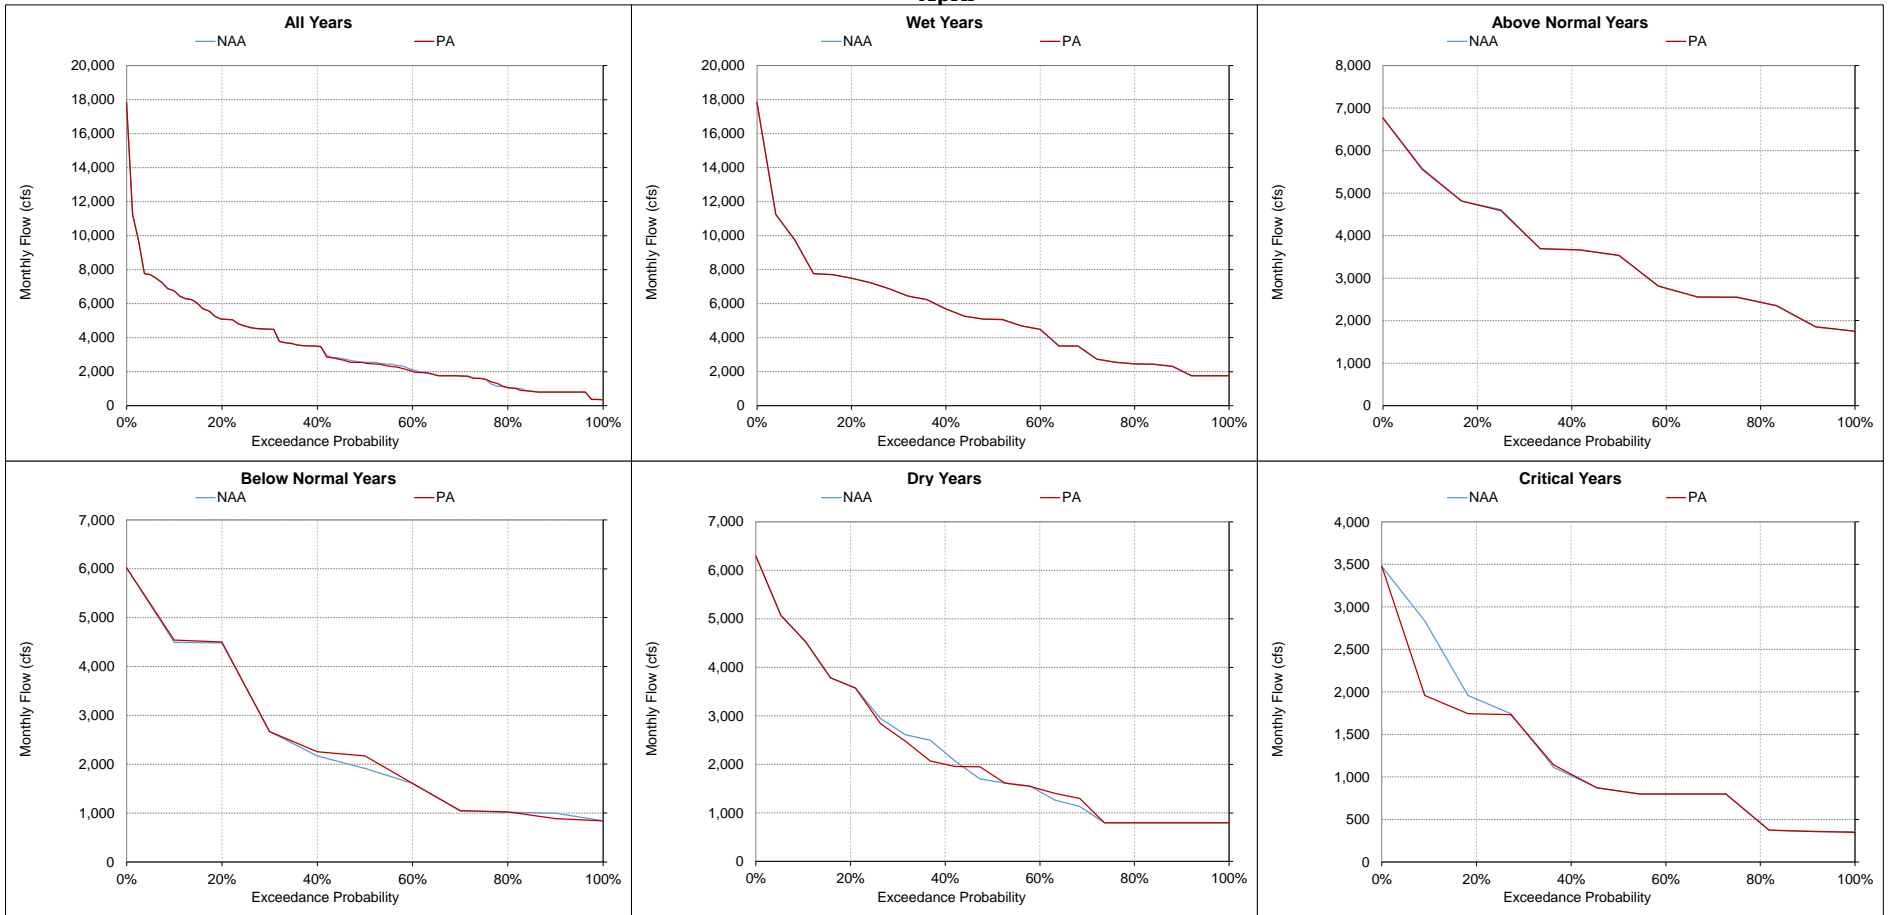 All Years
NAA PA
20,000
18,000
16,000
14,000
12,000
10,000
8,000
6,000
4,000
2,000
0
Monthly Flow (cfs)
0% 20% 40% 60% 80% 100%
Exceedance Probability
Wet Years
NAA PA
20,000
18,000
16,000
14,000
12,000
10,000
8,000
6,000
4,000
2,000
0
Monthly Flow (cfs)
0% 20% 40% 60% 80% 100%
Exceedance Probability
Above Normal Years
NAA PA
8,000
7,000
6,000
5,000
4,000
3,000
2,000
1,000
0
Monthly Flow (cfs)
0% 20% 40% 60% 80% 100%
Exceedance Probability
Below Normal Years
NAA PA
7,000
6,000
5,000
4,000
3,000
2,000
1,000
0
Monthly Flow (cfs)
0% 20% 40% 60% 80% 100%
Exceedance Probability
Dry Years
NAA PA
7,000
6,000
5,000
4,000
3,000
2,000
1,000
0
Monthly Flow (cfs)
0% 20% 40% 60% 80% 100%
Exceedance Probability
Critical Years
NAA PA
4,000
3,500
3,000
2,500
2,000
1,500
1,000
500
0
Monthly Flow (cfs)
0% 20% 40% 60% 80% 100%
Exceedance Probability